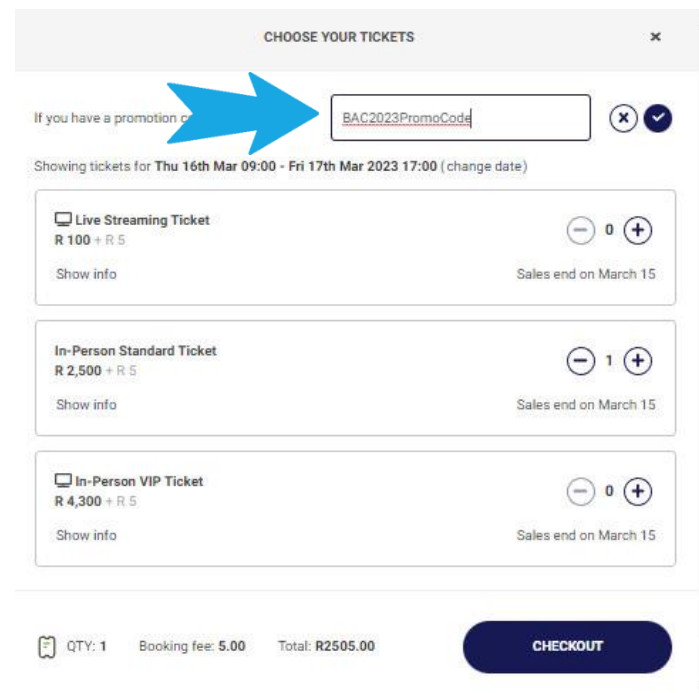 CHOOSE YOUR TICKETS
If you have a promotion BAC2023PromoCode
Showing tickets for Thu 16th Mar 09:00 - Fri 17th Mar 2023 17:00 (change date)
Live Streaming Ticket
R 100 + R 5
0
Show info
Sales end on March 15
In-Person Standard Ticket
R 2,500 + R 5
1
Show info
Sales end on March 15
In-Person VIP Ticket
R 4,300 + R 5
0
Show info
Sales end on March 15
QTY: 1 Booking fee: 5.00 Total: R2505.00 CHECKOUT